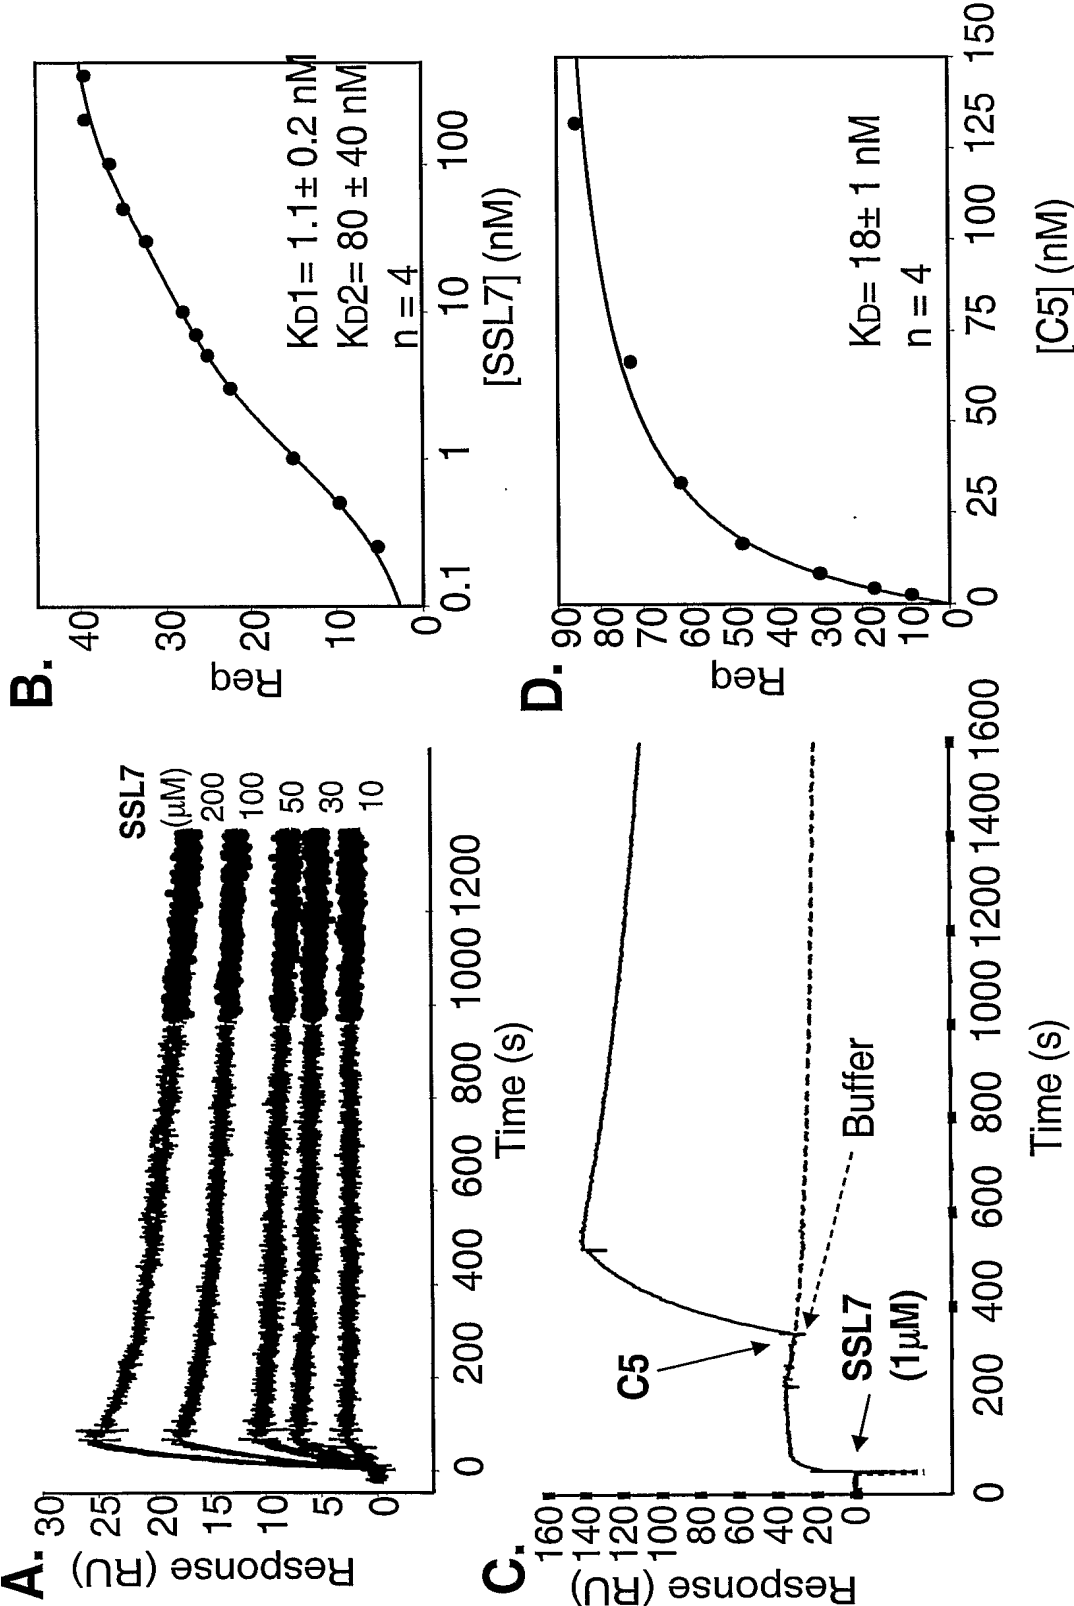 A.
Response (RU)
30
25
20
15
10
5
0
SSL7
(μM)
200
100
50
30
10
0 200 400 600 800 1000 1200
Time (s)
B.
Req
40
30
20
10
0
KD1= 1.1± 0.2 nM
KD2= 80 ± 40 nM
n = 4
0.1 1 10 100
[SSL7] (nM)
C.
Response (RU)
160
140
120
100
80
60
40
20
0
C5
Buffer
SSL7
(1μM)
0 200 400 600 800 1000 1200 1400 1600
Time (s)
D.
Req
90
80
70
60
50
40
30
20
10
0
KD= 18± 1 nM
n = 4
0 25 50 75 100 125 150
[C5] (nM)